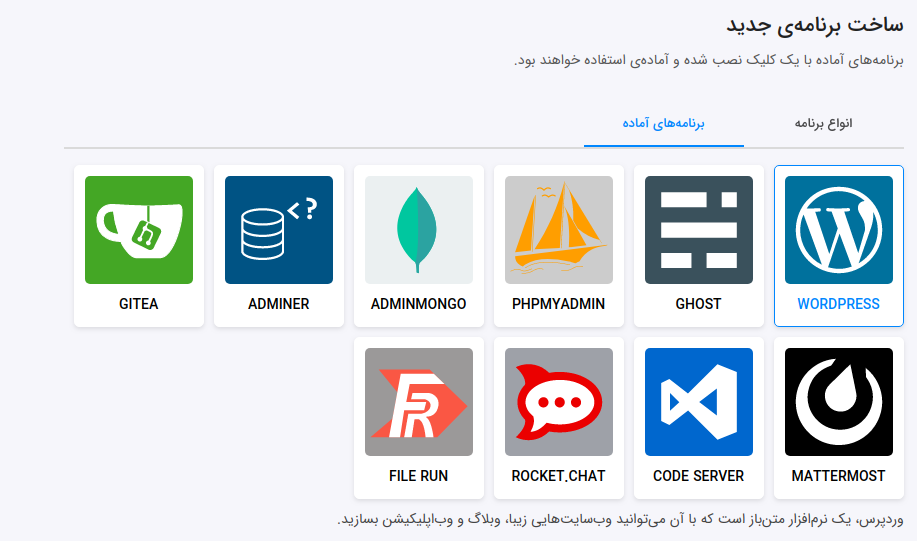 ساخت برنامه‌ی جدید
برنامه‌های آماده با یک کلیک نصب شده و آماده‌ی استفاده خواهند بود.
انواع برنامه
برنامه‌های آماده
WORDPRESS
GHOST
PHPMYADMIN
ADMINMONGO
ADMINER
GITEA
MATTERMOST
CODE SERVER
ROCKET.CHAT
FILE RUN
وردپرس، یک نرم‌افزار متن‌باز است که با آن می‌توانید وب‌سایت‌هایی زیبا، وبلاگ و وب‌اپلیکیشن بسازید.